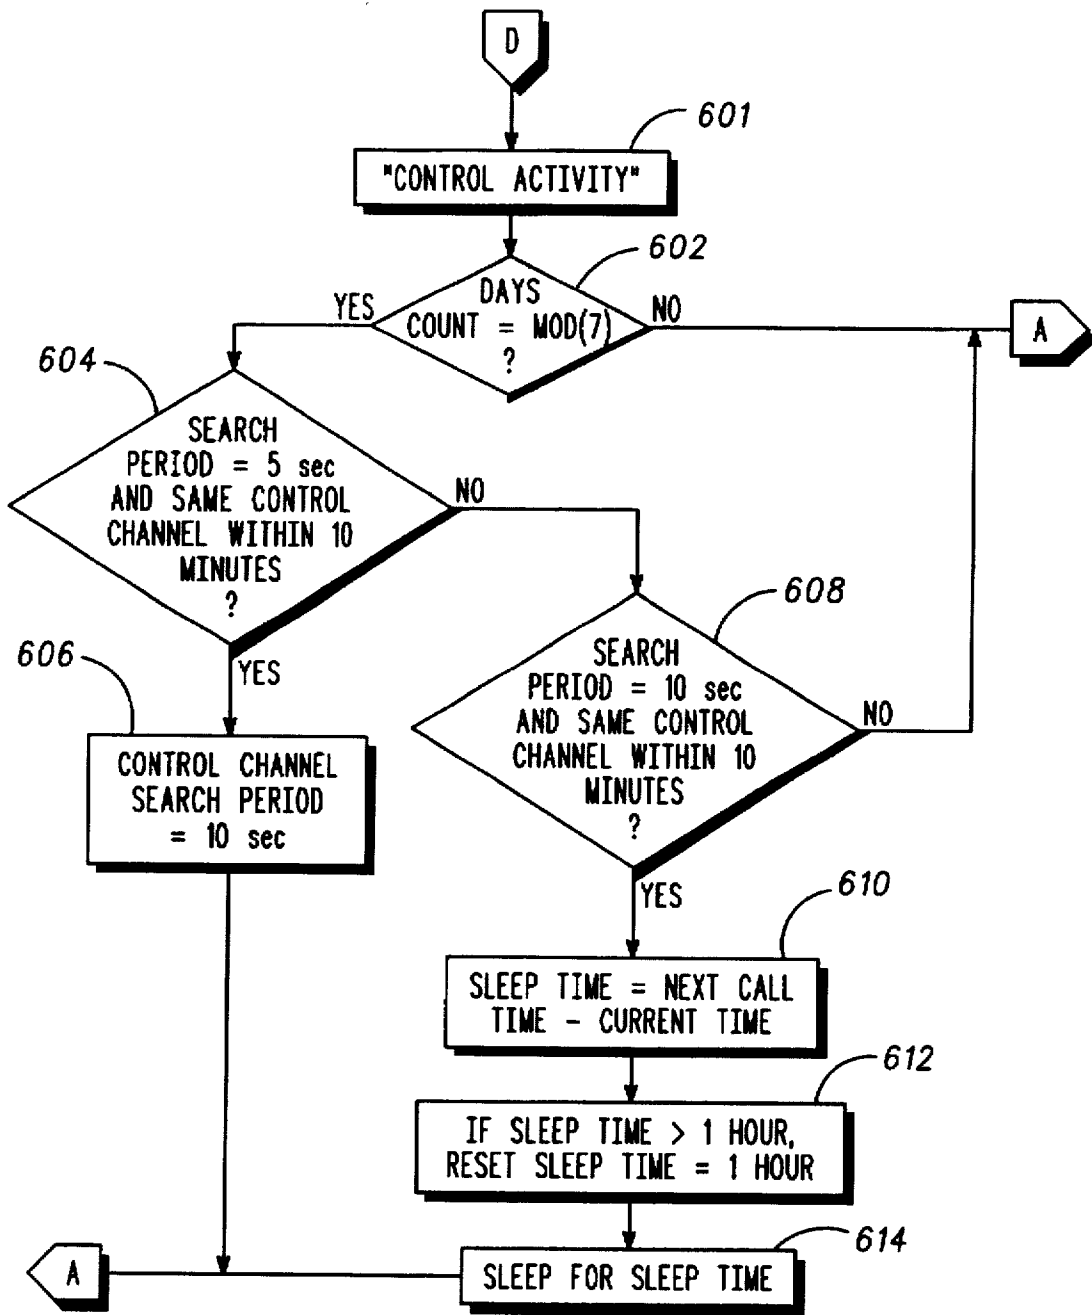 D
601
"CONTROL ACTIVITY"
602
DAYS
COUNT = MOD(7)
?
YES
NO
A
604
SEARCH
PERIOD = 5 sec
AND SAME CONTROL
CHANNEL WITHIN 10
MINUTES
?
NO
YES
606
CONTROL CHANNEL
SEARCH PERIOD
= 10 sec
608
SEARCH
PERIOD = 10 sec
AND SAME CONTROL
CHANNEL WITHIN 10
MINUTES
?
NO
YES
610
SLEEP TIME = NEXT CALL
TIME - CURRENT TIME
612
IF SLEEP TIME > 1 HOUR,
RESET SLEEP TIME = 1 HOUR
614
SLEEP FOR SLEEP TIME
A